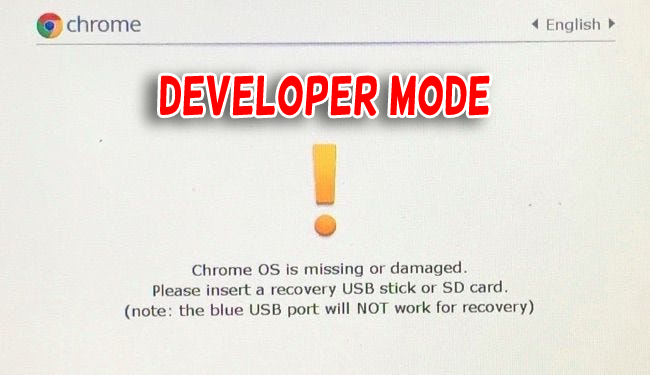 chrome
English
DEVELOPER MODE
Chrome OS is missing or damaged.
Please insert a recovery USB stick or SD card.
(note: the blue USB port will NOT work for recovery)